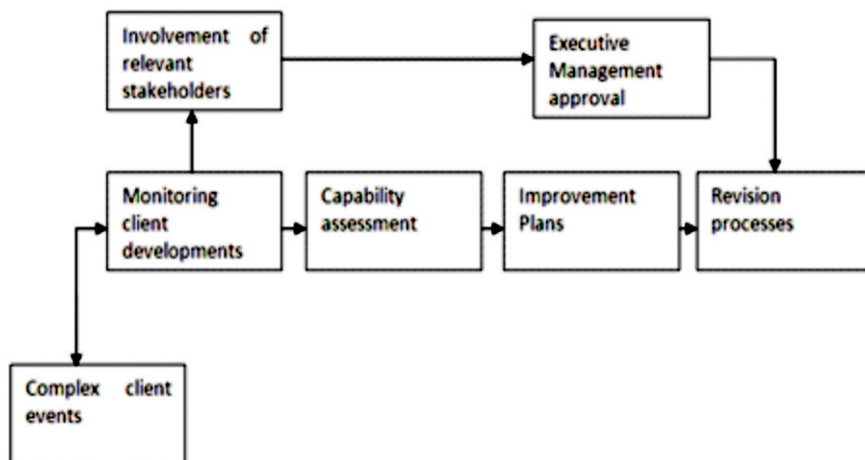 Involvement of
relevant
stakeholders
Executive
Management
approval
Monitoring
client
developments
Capability
assessment
Improvement
Plans
Revision
processes
Complex client
events